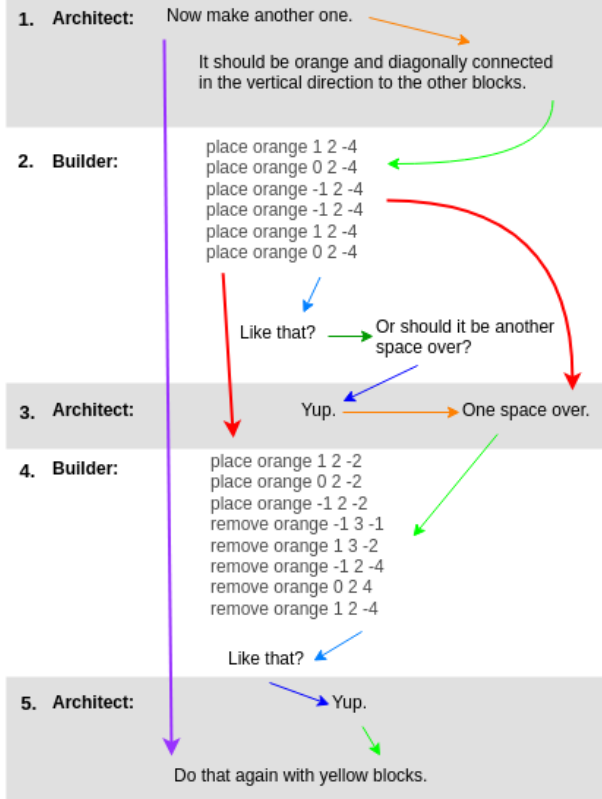 1. Architect: Now make another one.
It should be orange and diagonally connected
in the vertical direction to the other blocks.
2. Builder:
place orange 1 2 -4
place orange 0 2 -4
place orange -1 2 -4
place orange -1 2 -4
place orange 1 2 -4
place orange 0 2 -4
Like that? Or should it be another
space over?
3. Architect: Yup. One space over.
4. Builder:
place orange 1 2 -2
place orange 0 2 -2
place orange -1 2 -2
remove orange -1 3 -1
remove orange 1 3 -2
remove orange -1 2 -4
remove orange 0 2 4
remove orange 1 2 -4
Like that?
5. Architect: Yup.
Do that again with yellow blocks.